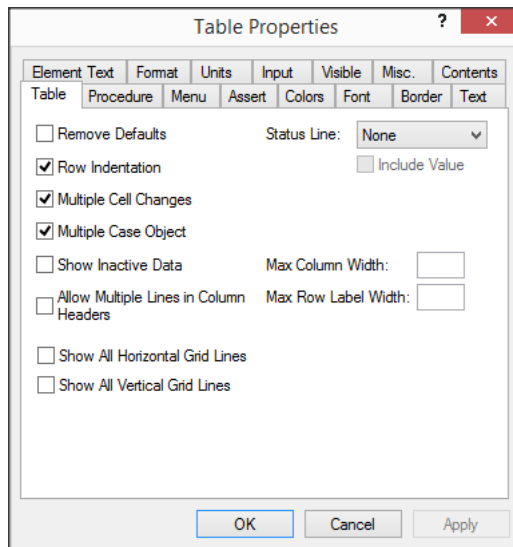 Table Properties ? ×
Element Text Format Units Input Visible Misc. Contents
Table Procedure Menu Assert Colors Font Border Text
Remove Defaults Status Line: None
Row Indentation Include Value
Multiple Cell Changes
Multiple Case Object
Show Inactive Data Max Column Width:
Allow Multiple Lines in Column Max Row Label Width:
Headers
Show All Horizontal Grid Lines
Show All Vertical Grid Lines
OK Cancel Apply